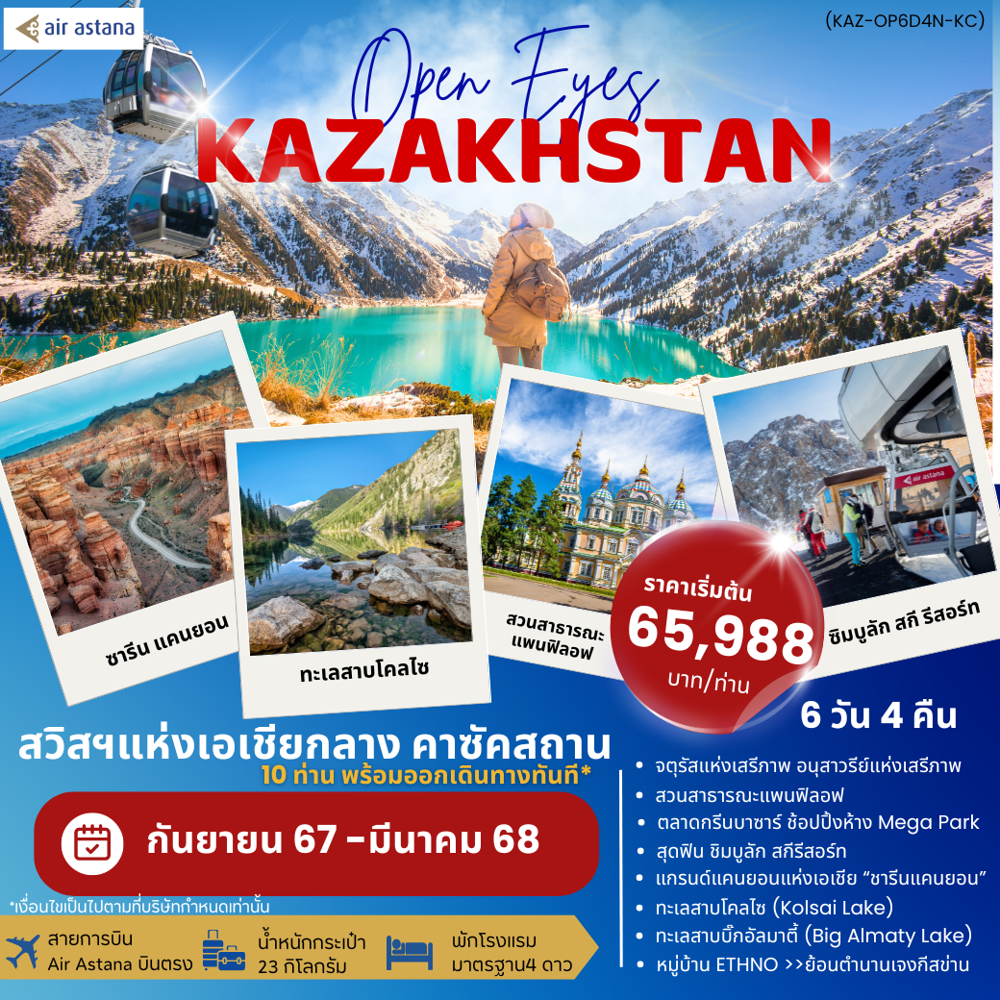 air astana
(KAZ-OP6D4N-KC)
Open Eyes
KAZAKHSTAN
air astana
ซารีน แคนยอน
ทะเลสาบโคลไซ
สวนสาธารณะ
แพนฟิลอฟ
ชิมบูลัก สกี รีสอร์ท
ราคาเริ่มต้น
65,988
บาท/ท่าน
6 วัน 4 คืน
สวิสฯแห่งเอเชียกลาง คาซัคสถาน
10 ท่าน พร้อมออกเดินทางทันที*
กันยายน 67 -มีนาคม 68
*เงื่อนไขเป็นไปตามที่บริษัทกำหนดเท่านั้น
สายการบิน
Air Astana บินตรง
น้ำหนักกระเป๋า
23 กิโลกรัม
พักโรงแรม
มาตรฐาน4 ดาว
• จตุรัสแห่งเสรีภาพ อนุสาวรีย์แห่งเสรีภาพ
• สวนสาธารณะแพนฟิลอฟ
• ตลาดกรีนบาซาร์ ช้อปปิ้งห้าง Mega Park
• สุดฟิน ชิมบูลัก สกีรีสอร์ท
• แกรนด์แคนยอนแห่งเอเชีย “ชารีนแคนยอน”
• ทะเลสาบโคลไซ (Kolsai Lake)
• ทะเลสาบบิ๊กอัลมาตี้ (Big Almaty Lake)
• หมู่บ้าน ETHNO >>ย้อนตำนานเจงกีสข่าน